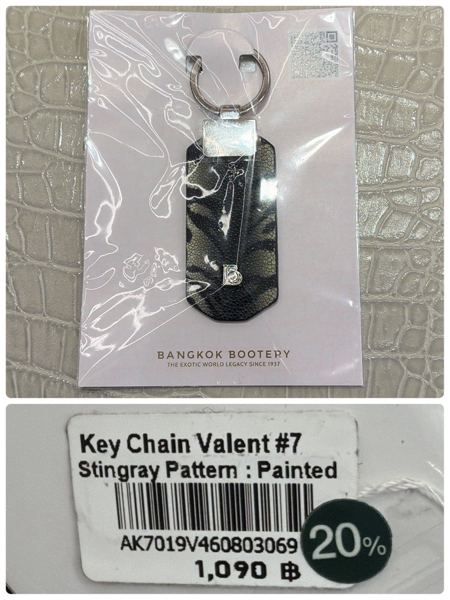 BANGKOK BOOTERY
THE EXOTIC WORLD LEGACY SINCE 1937
Key Chain Valent #7
Stingray Pattern : Painted
AK7019V460803069
20%
1,090 ฿